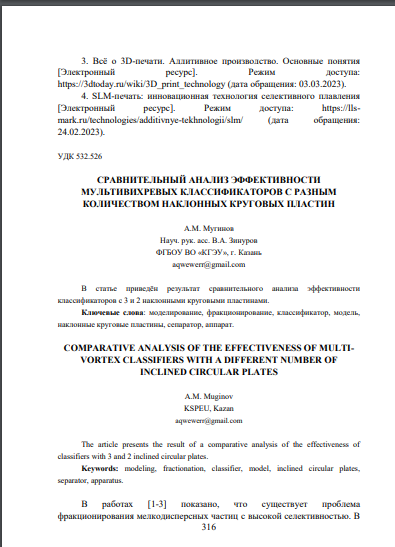 3. Всё о 3D-печати. Аддитивное производство. Основные понятия
[Электронный ресурс]. Режим доступа:
https://3dtoday.ru/wiki/3D_print_technology (дата обращения: 03.03.2023).
4. SLM-печать: инновационная технология селективного плавления
[Электронный ресурс]. Режим доступа: https://lls-
mark.ru/technologies/additivnye-tekhnologii/slm/ (дата обращения:
24.02.2023).
УДК 532.526
СРАВНИТЕЛЬНЫЙ АНАЛИЗ ЭФФЕКТИВНОСТИ
МУЛЬТИВИХРЕВЫХ КЛАССИФИКАТОРОВ С РАЗНЫМ
КОЛИЧЕСТВОМ НАКЛОННЫХ КРУГОВЫХ ПЛАСТИН
А.М. Мугинов
Науч. рук. асс. В.А. Зинуров
ФГБОУ ВО «КГЭУ», г. Казань
aqwewerr@gmail.com
В статье приведён результат сравнительного анализа эффективности
классификаторов с 3 и 2 наклонными круговыми пластинами.
Ключевые слова: моделирование, фракционирование, классификатор, модель,
наклонные круговые пластины, сепаратор, аппарат.
COMPARATIVE ANALYSIS OF THE EFFECTIVENESS OF MULTI-
VORTEX CLASSIFIERS WITH A DIFFERENT NUMBER OF
INCLINED CIRCULAR PLATES
A.M. Muginov
KSPEU, Kazan
aqwewerr@gmail.com
The article presents the result of a comparative analysis of the effectiveness of
classifiers with 3 and 2 inclined circular plates.
Keywords: modeling, fractionation, classifier, model, inclined circular plates,
separator, apparatus.
В работах [1-3] показано, что существует проблема
фракционирования мелкодисперсных частиц с высокой селективностью. В
316